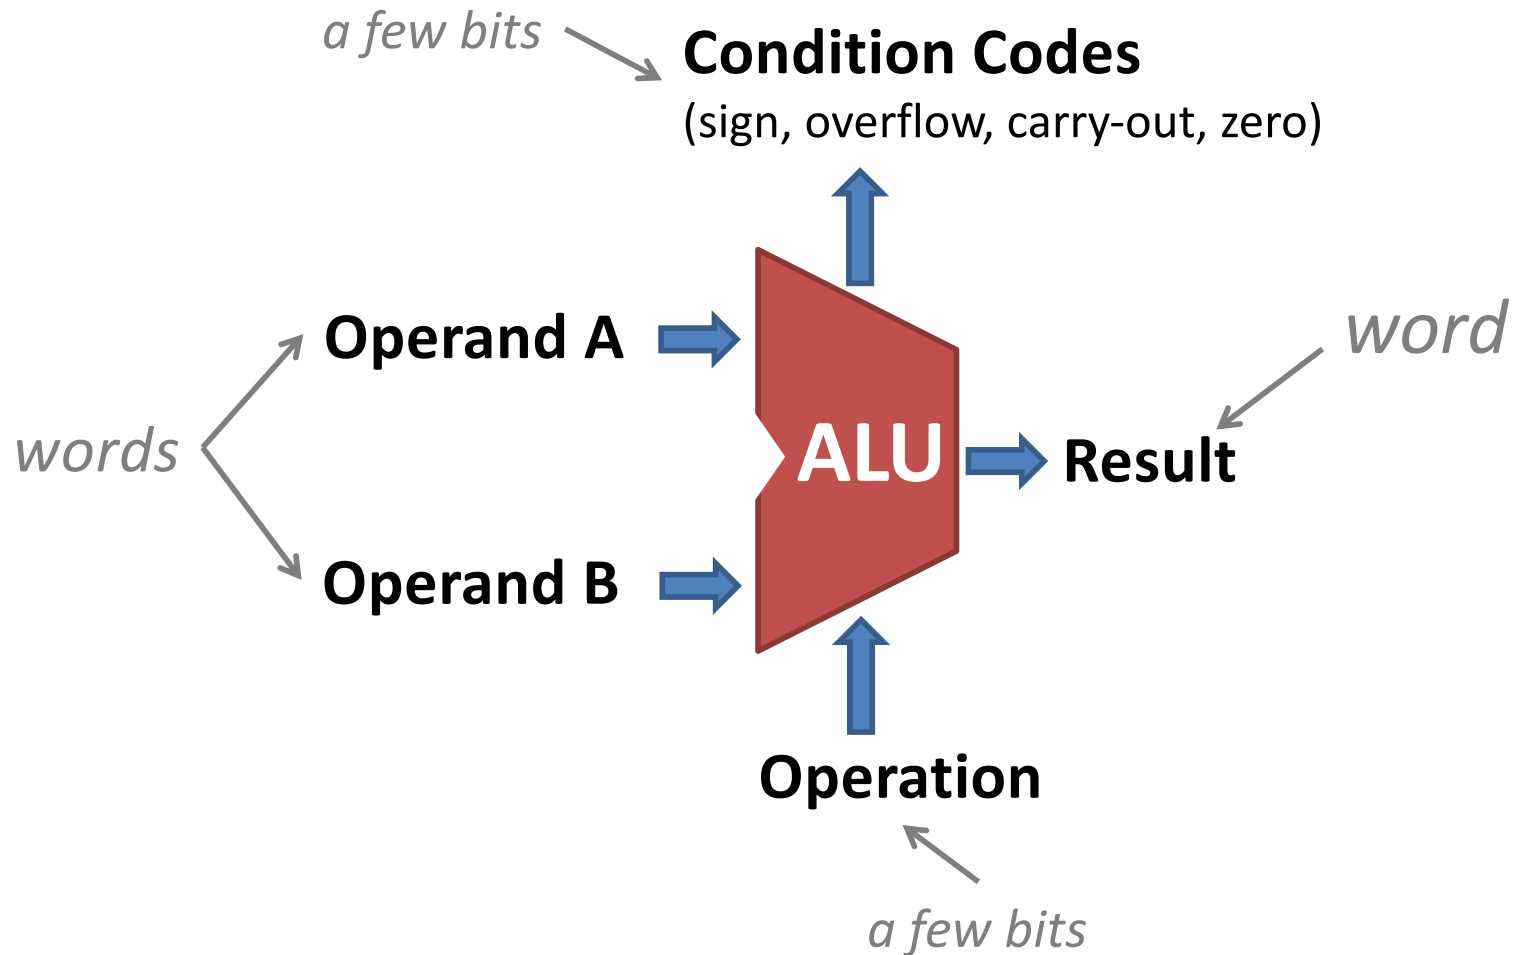 a few bits
Condition Codes
(sign, overflow, carry-out, zero)
Operand A
word
words
ALU
Result
Operand B
Operation
a few bits